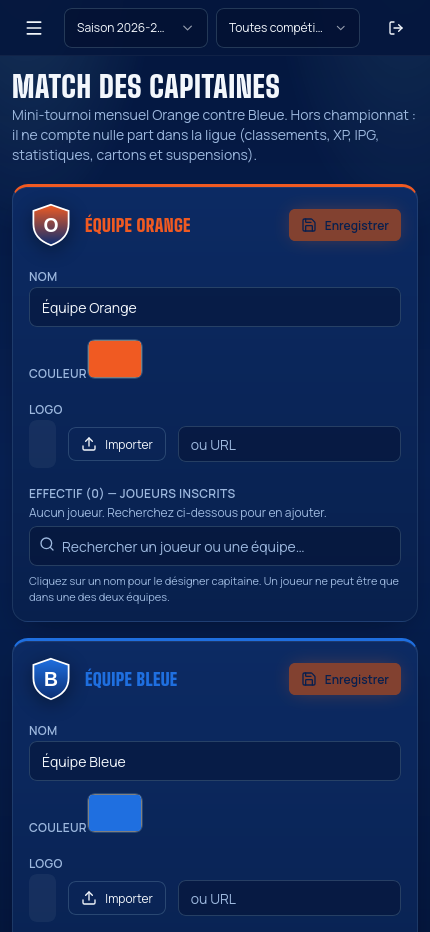 Saison 2026-2...
Toutes compéti...
MATCH DES CAPITAINES
Mini-tournoi mensuel Orange contre Bleue. Hors championnat :
il ne compte nulle part dans la ligue (classements, XP, IPG,
statistiques, cartons et suspensions).
O
ÉQUIPE ORANGE
Enregistrer
NOM
Équipe Orange
COULEUR
LOGO
Importer
ou URL
EFFECTIF (0) — JOUEURS INSCRITS
Aucun joueur. Recherchez ci-dessous pour en ajouter.
Rechercher un joueur ou une équipe...
Cliquez sur un nom pour le désigner capitaine. Un joueur ne peut être que
dans une des deux équipes.
B
ÉQUIPE BLEUE
Enregistrer
NOM
Équipe Bleue
COULEUR
LOGO
Importer
ou URL